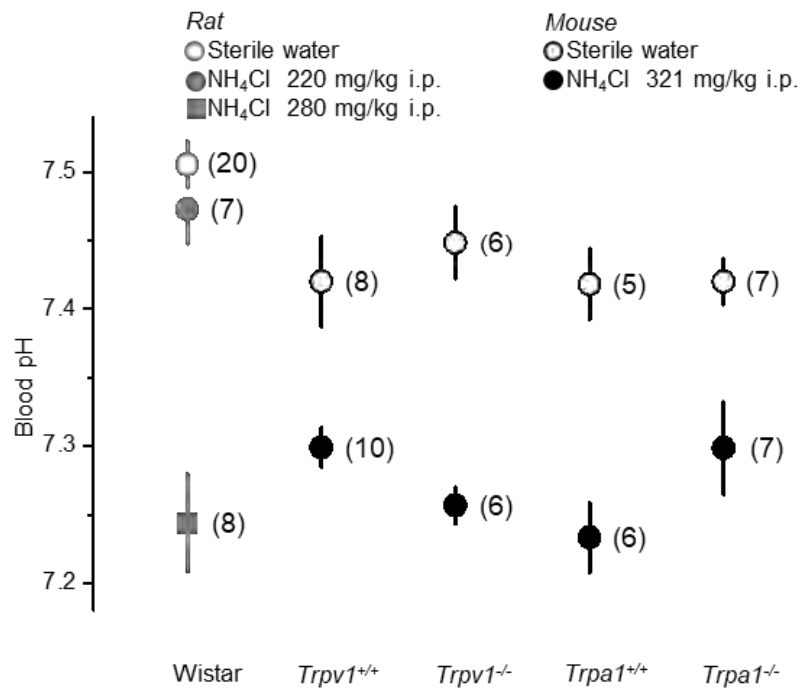 Rat
Sterile water
NH₄Cl 220 mg/kg i.p.
NH₄Cl 280 mg/kg i.p.
Mouse
Sterile water
NH₄Cl 321 mg/kg i.p.
Blood pH
7.5
7.4
7.3
7.2
(20)
(7)
(8)
(8)
(10)
(6)
(6)
(5)
(6)
(7)
(7)
Wistar
Trpv1⁺/⁺
Trpv1⁻/⁻
Trpa1⁺/⁺
Trpa1⁻/⁻